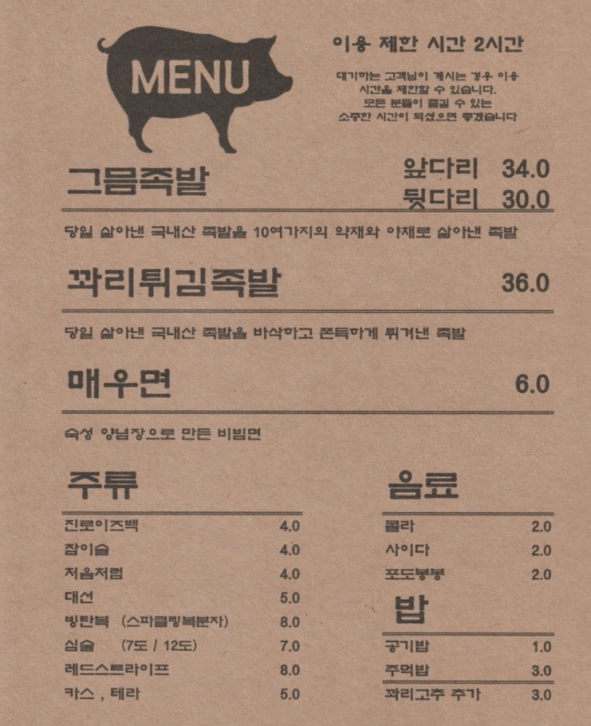 MENU
이용 제한 시간 2시간
대기하는 고객님이 계시는 경우 이용
시간을 제한할 수 있습니다.
모든 분들이 즐길 수 있는
소중한 시간이 되셨으면 좋겠습니다
그믐족발 앞다리 34.0
뒷다리 30.0
당일 삶아낸 국내산 족발을 10여가지의 약재와 야채로 삶아낸 족발
꽈리튀김족발 36.0
당일 삶아낸 국내산 족발을 바삭하고 쫀득하게 튀겨낸 족발
매우면 6.0
숙성 양념장으로 만든 비빔면
주류
진로이즈백 4.0
참이슬 4.0
처음처럼 4.0
대선 5.0
빙탄복 (스파클링복분자) 8.0
심술 (7도 / 12도) 7.0
레드스트라이프 8.0
카스 , 테라 5.0
음료
콜라 2.0
사이다 2.0
포도봉봉 2.0
밥
공기밥 1.0
주먹밥 3.0
꽈리고추 추가 3.0